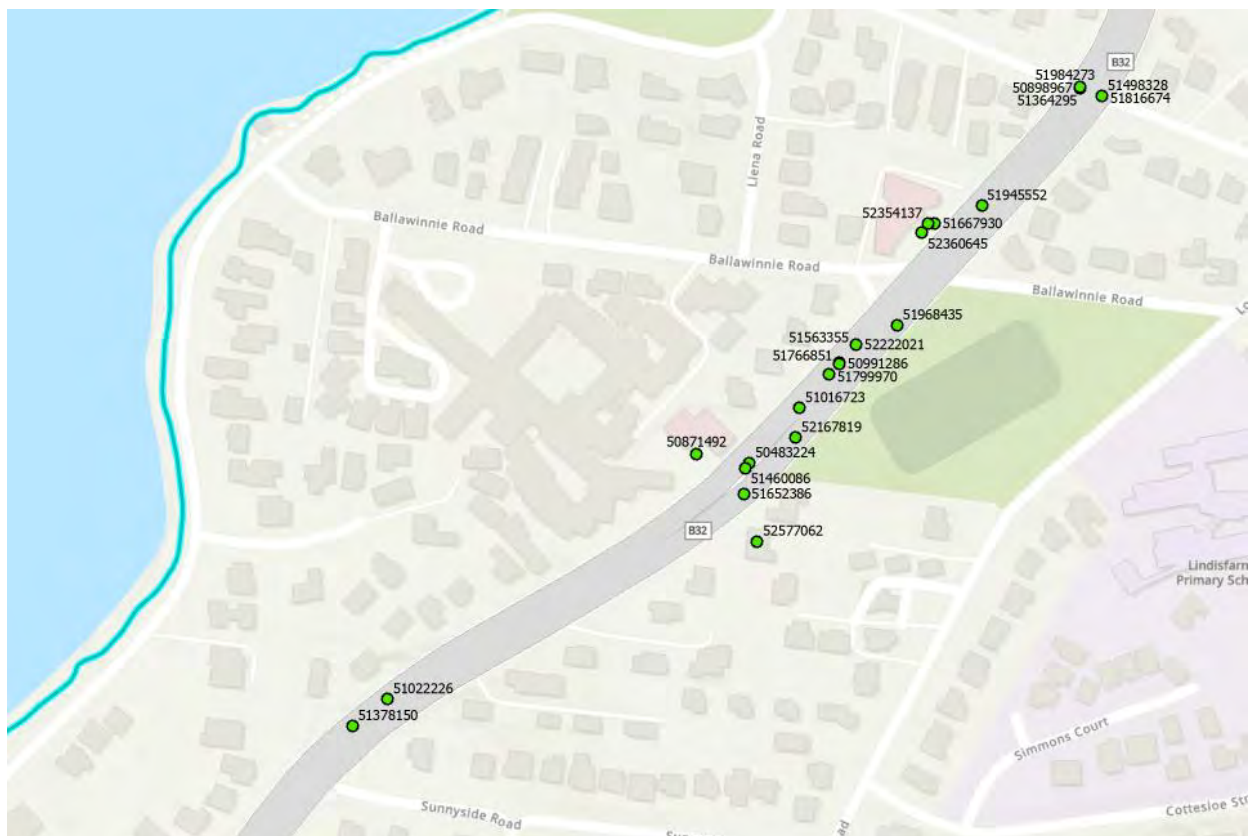 B32
51984273
50898967
51498328
51364295
51816674
Liena Road
51945552
52354137
51667930
Ballawinnie Road
52360645
Ballawinnie Road
Ballawinnie Road
51968435
51563355
52222021
51766851
50991286
51799970
51016723
52167819
50871492
50483224
51460086
51652386
B32
52577062
Lindisfarn
Primary Sch
51022226
51378150
Simmons Court
Sunnyside Road
Cottesloe St